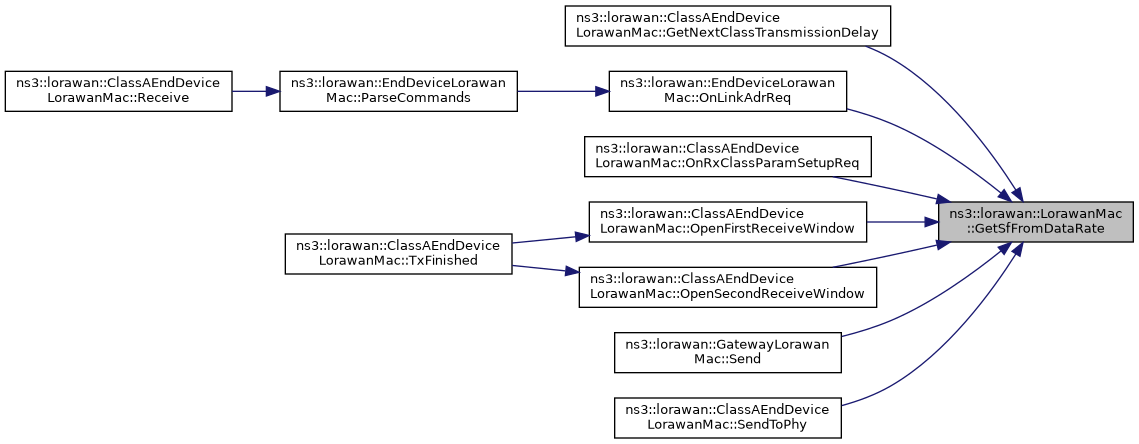 ns3::lorawan::ClassAEndDevice
LorawanMac::GetNextClassTransmissionDelay
ns3::lorawan::ClassAEndDevice
LorawanMac::Receive
ns3::lorawan::EndDeviceLorawan
Mac::ParseCommands
ns3::lorawan::EndDeviceLorawan
Mac::OnLinkAdrReq
ns3::lorawan::ClassAEndDevice
LorawanMac::OnRxClassParamSetupReq
ns3::lorawan::LorawanMac
::GetSfFromDataRate
ns3::lorawan::ClassAEndDevice
LorawanMac::OpenFirstReceiveWindow
ns3::lorawan::ClassAEndDevice
LorawanMac::TxFinished
ns3::lorawan::ClassAEndDevice
LorawanMac::OpenSecondReceiveWindow
ns3::lorawan::GatewayLorawan
Mac::Send
ns3::lorawan::ClassAEndDevice
LorawanMac::SendToPhy